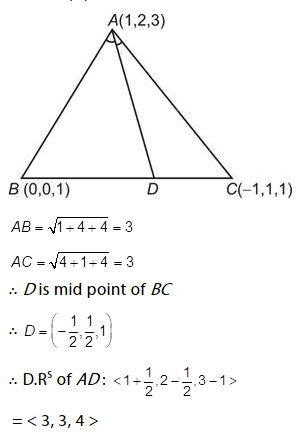 A(1,2,3)
B (0,0,1) D C(−1,1,1)
AB = √(1+4+4) = 3
AC = √(4+1+4) = 3
∴ D is mid point of BC
∴ D = (−1/2, 1/2, 1)
∴ D.Rˢ of AD: <1+1/2, 2−1/2, 3−1>
= < 3, 3, 4 >